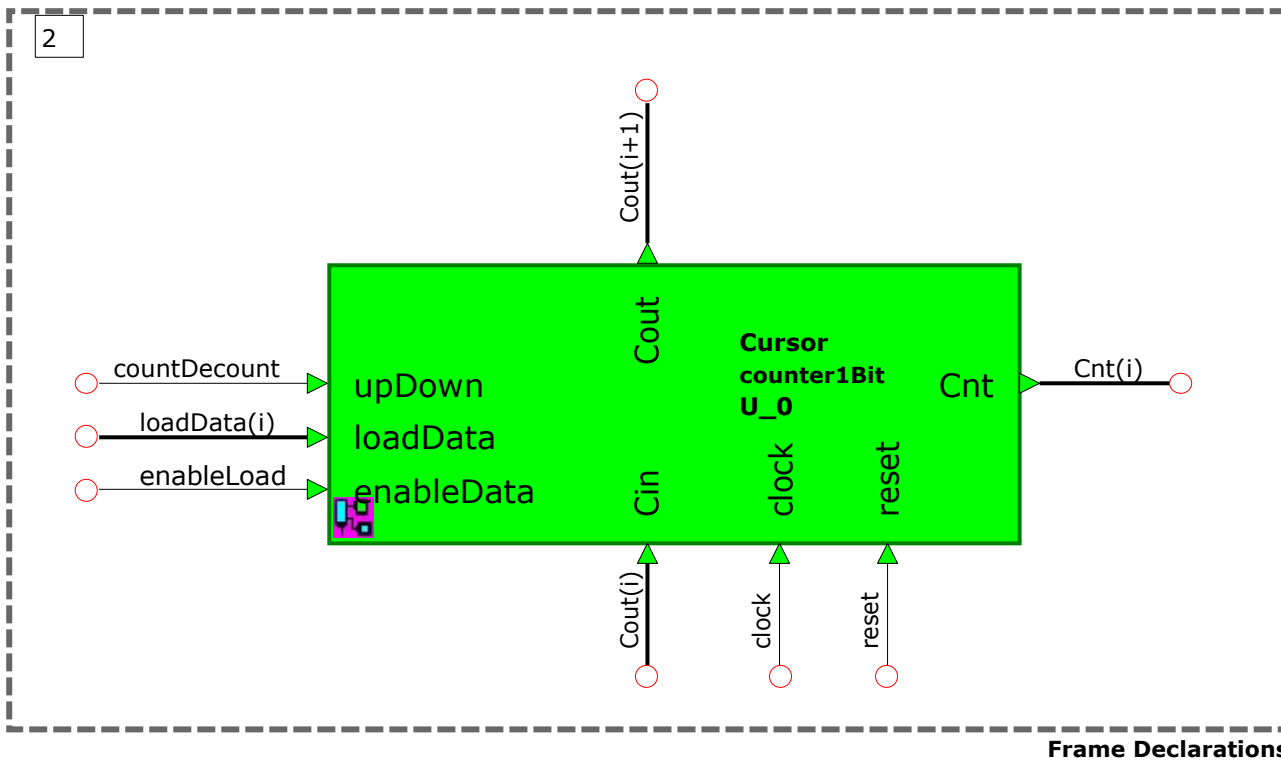 2
Cout(i+1)
Cout
Cursor
counter1Bit
U_0
countDecount
upDown
Cnt
Cnt(i)
loadData(i)
loadData
enableLoad
enableData
Cin
clock
reset
Cout(i)
clock
reset
Frame Declarations